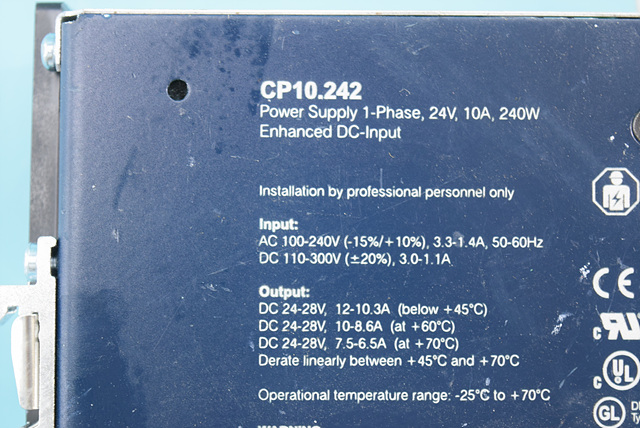 CP10.242
Power Supply 1-Phase, 24V, 10A, 240W
Enhanced DC-Input
Installation by professional personnel only
Input:
AC 100-240V (-15%/+10%), 3.3-1.4A, 50-60Hz
DC 110-300V (±20%), 3.0-1.1A
Output:
DC 24-28V, 12-10.3A (below +45°C)
DC 24-28V, 10-8.6A (at +60°C)
DC 24-28V, 7.5-6.5A (at +70°C)
Derate linearly between +45°C and +70°C
Operational temperature range: -25°C to +70°C
CE
c UL
GL